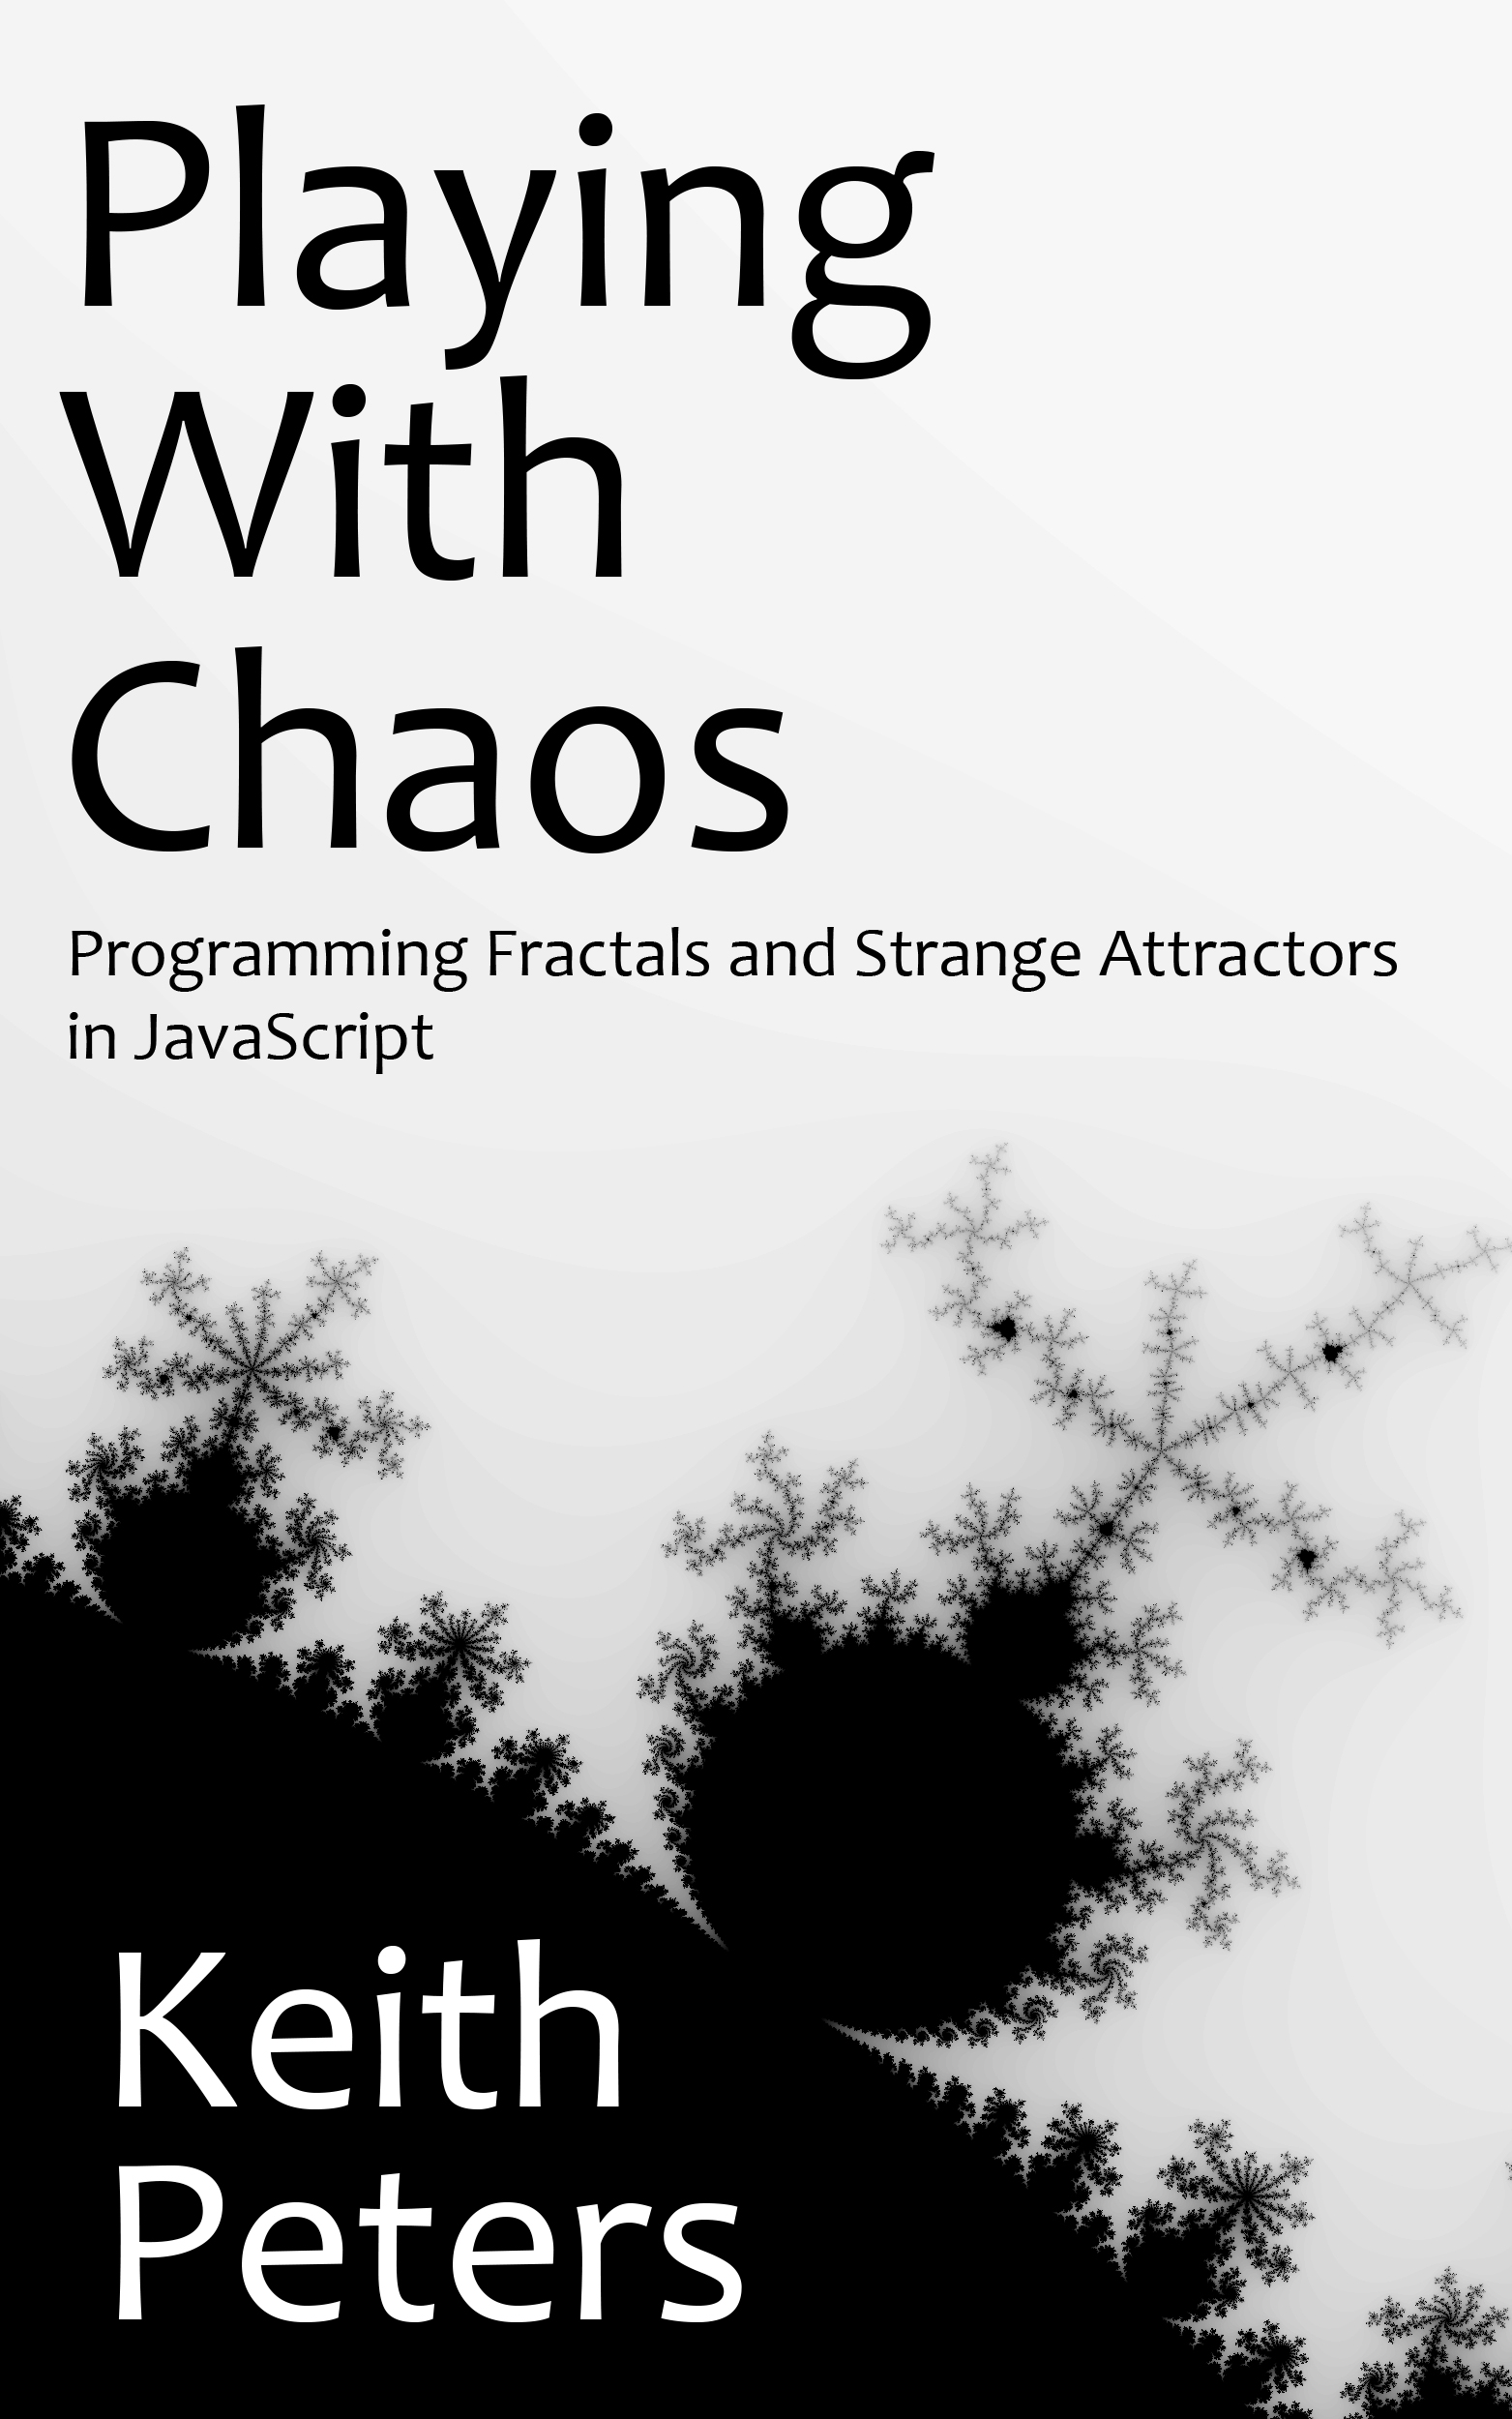 Playing
With
Chaos
Programming Fractals and Strange Attractors
in JavaScript
Keith
Peters